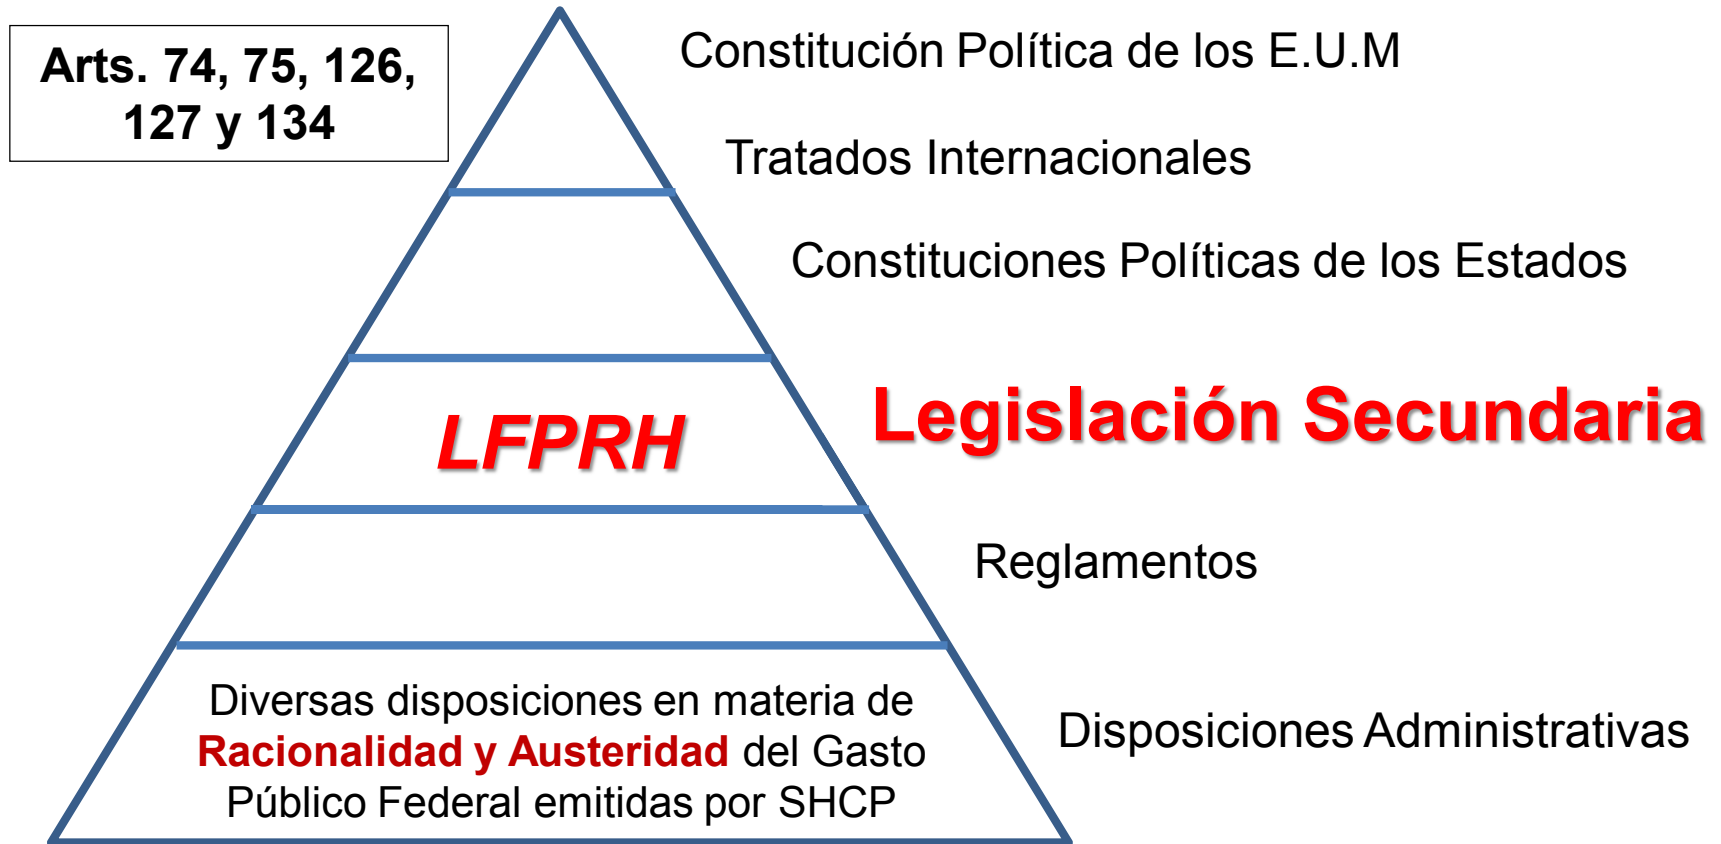 Arts. 74, 75, 126,
127 y 134
Constitución Política de los E.U.M
Tratados Internacionales
Constituciones Políticas de los Estados
LFPRH
Legislación Secundaria
Reglamentos
Diversas disposiciones en materia de
Racionalidad y Austeridad del Gasto
Público Federal emitidas por SHCP
Disposiciones Administrativas